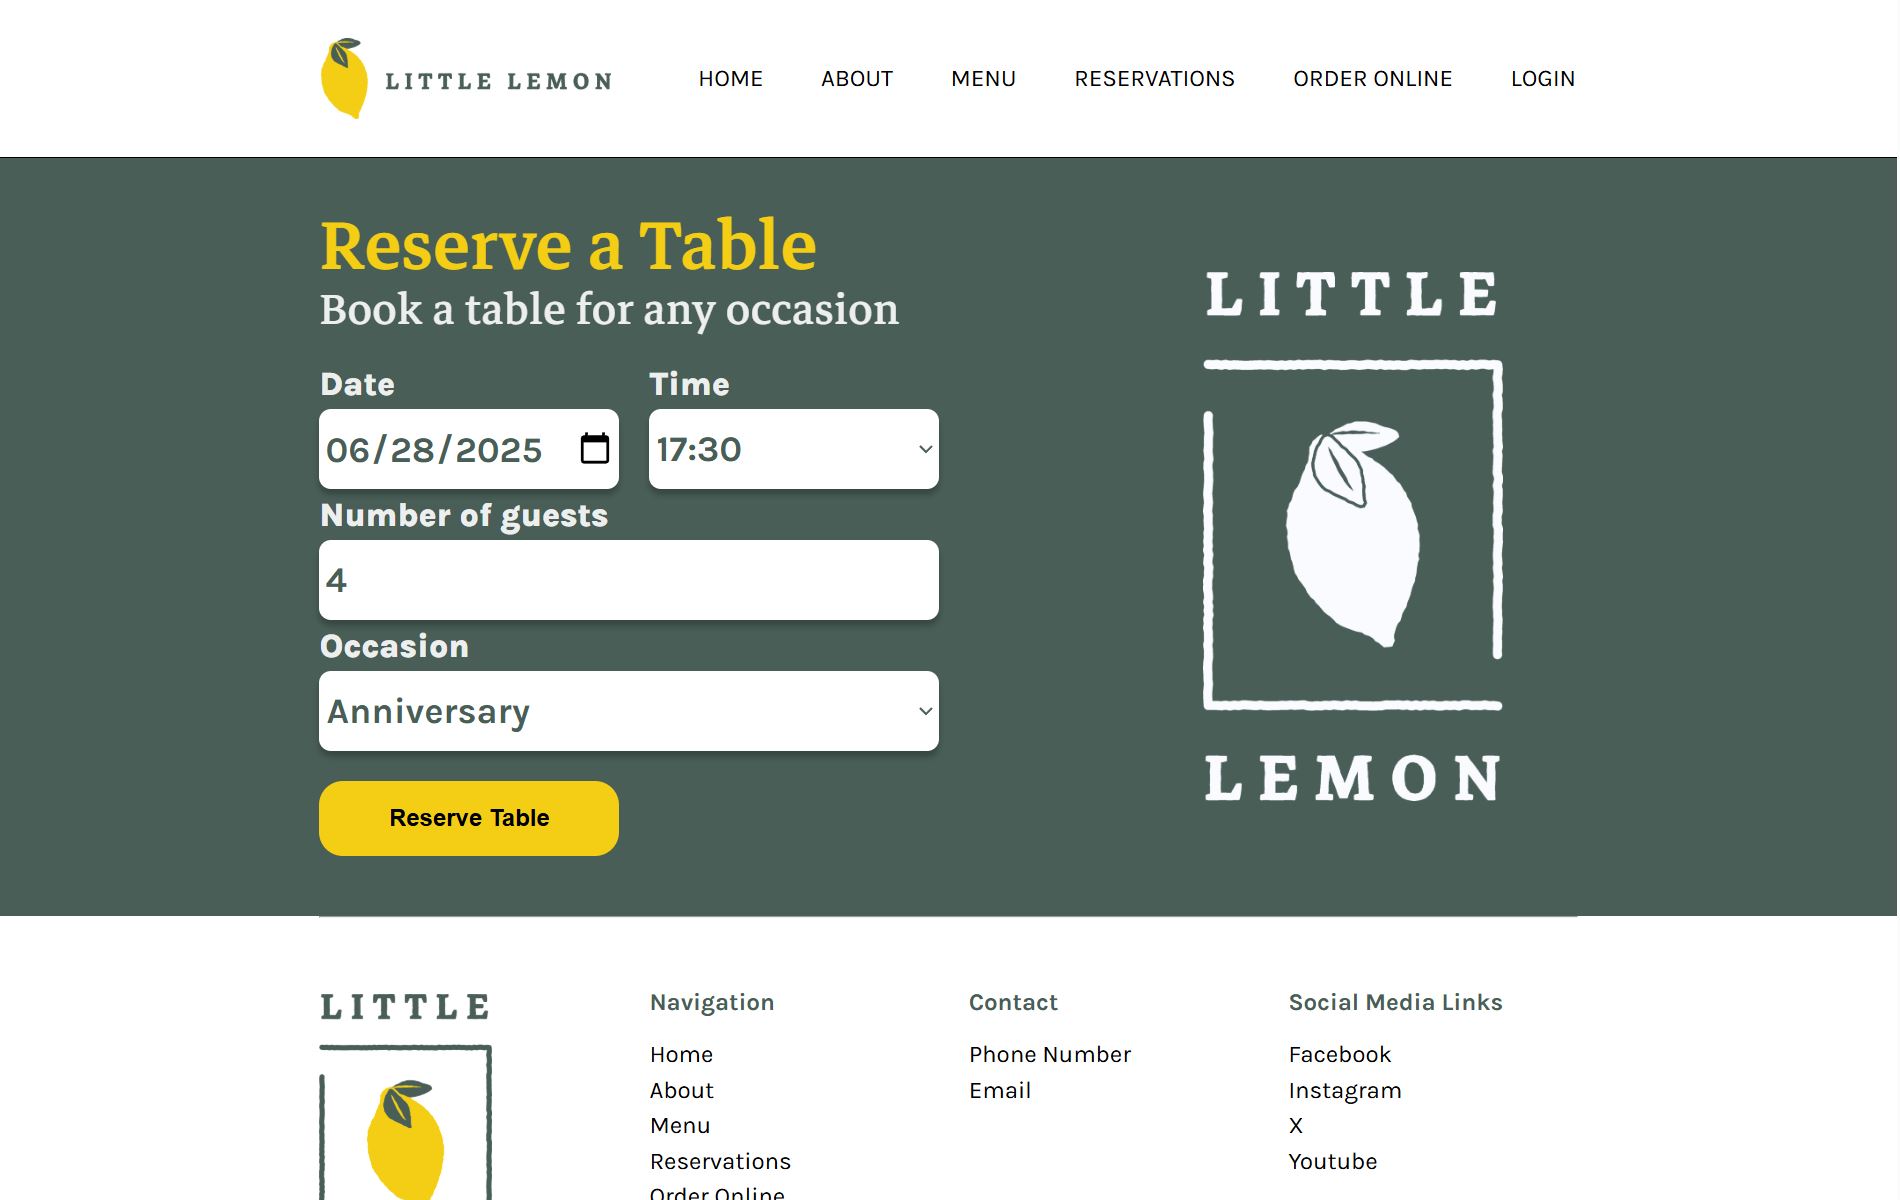 LITTLE LEMON
HOME ABOUT MENU RESERVATIONS ORDER ONLINE LOGIN
Reserve a Table
Book a table for any occasion
Date Time
06/28/2025 17:30
Number of guests
4
Occasion
Anniversary
Reserve Table
LITTLE
LEMON
LITTLE
Navigation
Home
About
Menu
Reservations
Order Online
Contact
Phone Number
Email
Social Media Links
Facebook
Instagram
X
Youtube